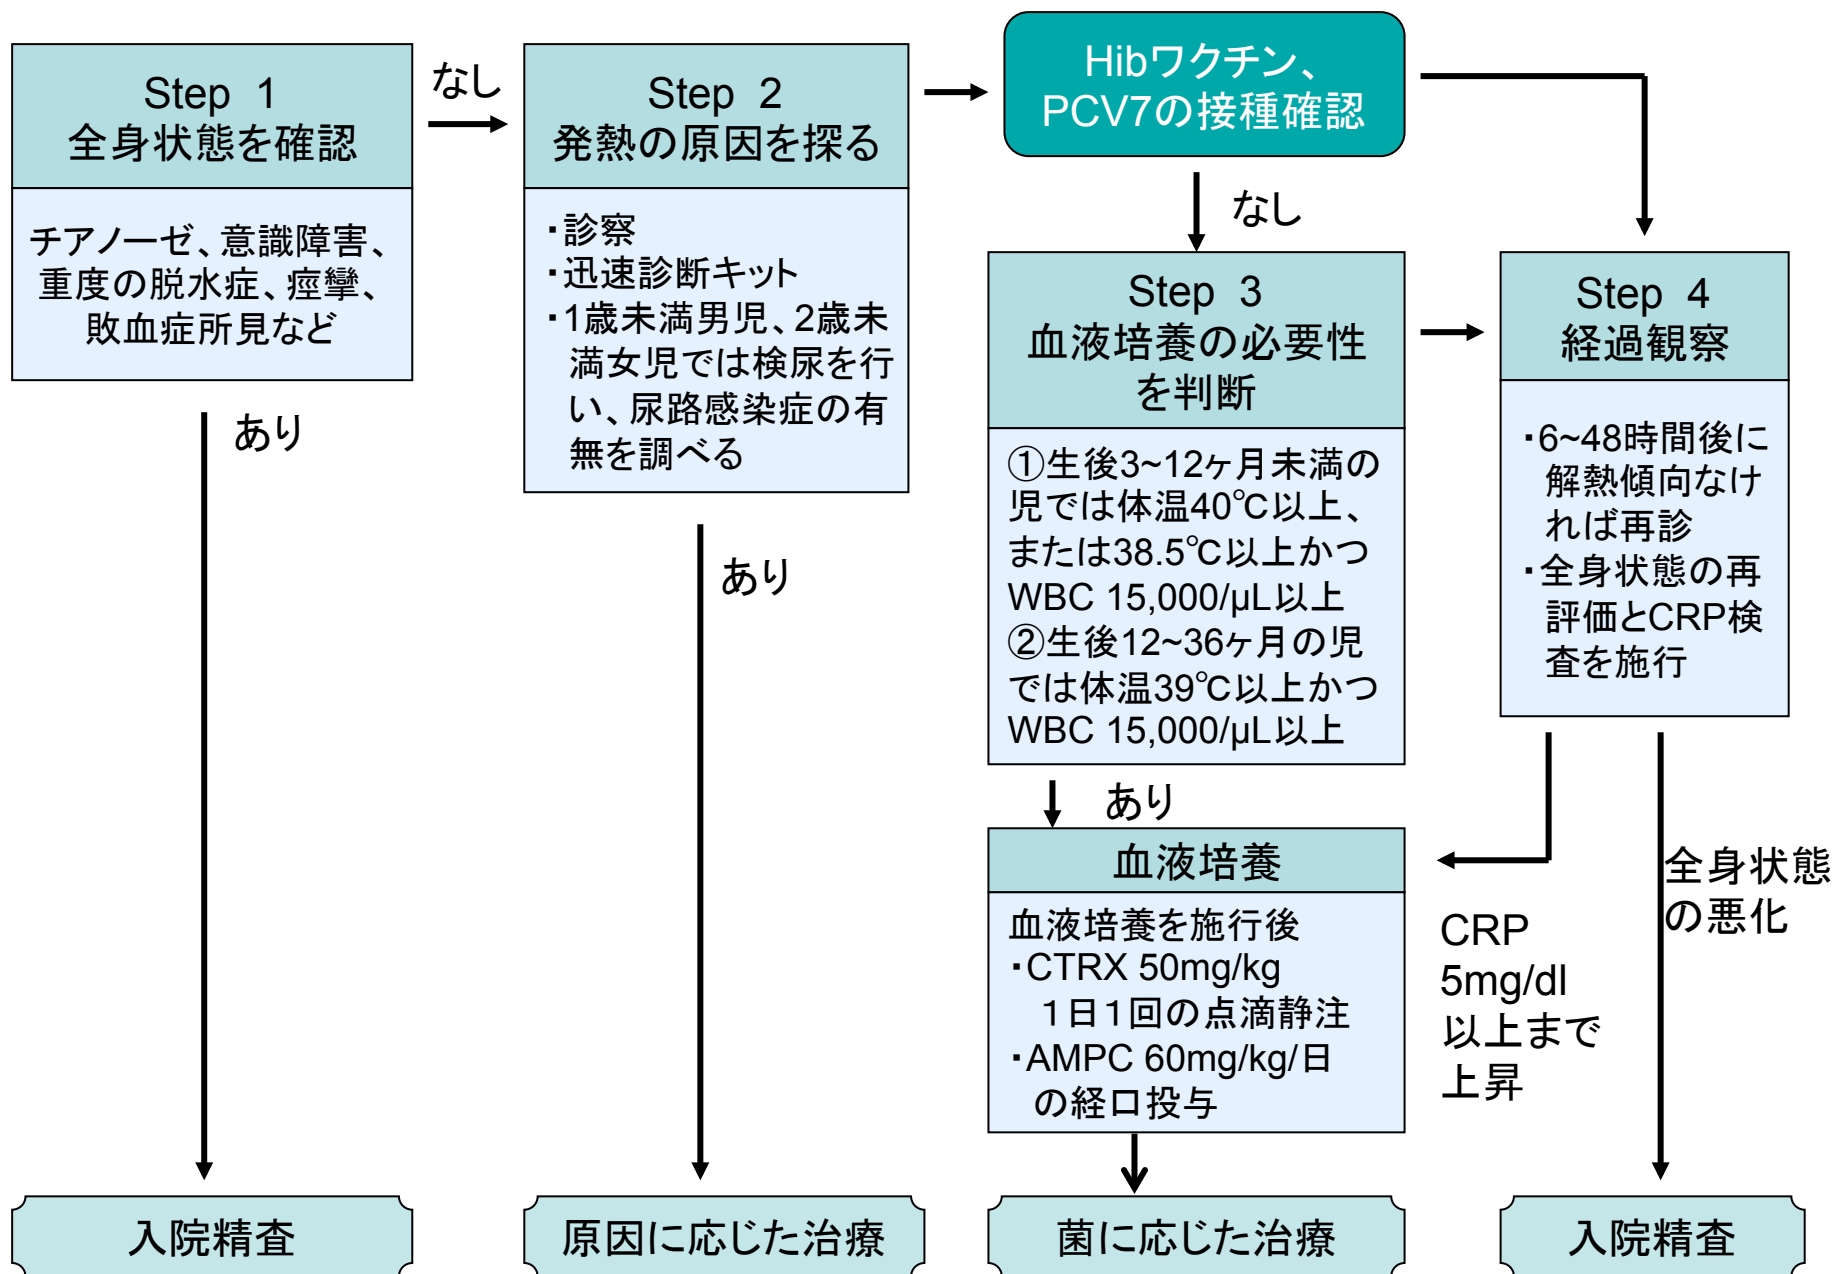 Step 1
全身状態を確認
チアノーゼ、意識障害、
重度の脱水症、痙攣、
敗血症所見など
なし
あり
Step 2
発熱の原因を探る
・診察
・迅速診断キット
・1歳未満男児、2歳未
満女児では検尿を行
い、尿路感染症の有
無を調べる
あり
Hibワクチン、
PCV7の接種確認
なし
Step 3
血液培養の必要性
を判断
①生後3~12ヶ月未満の
児では体温40℃以上、
または38.5℃以上かつ
WBC 15,000/μL以上
②生後12~36ヶ月の児
では体温39℃以上かつ
WBC 15,000/μL以上
あり
Step 4
経過観察
・6~48時間後に
解熱傾向なけ
れば再診
・全身状態の再
評価とCRP検
査を施行
血液培養
血液培養を施行後
・CTRX 50mg/kg
１日１回の点滴静注
・AMPC 60mg/kg/日
の経口投与
CRP
5mg/dl
以上まで
上昇
全身状態
の悪化
入院精査
原因に応じた治療
菌に応じた治療
入院精査